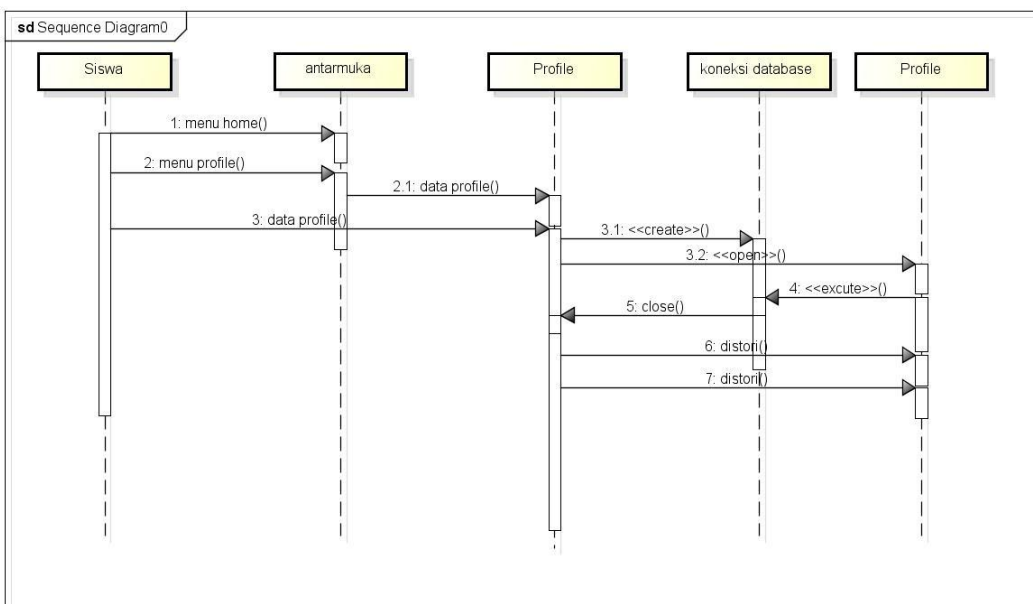 sd Sequence Diagram0
Siswa
antarmuka
Profile
koneksi database
Profile
1: menu home()
2: menu profile()
2.1: data profile()
3: data profile()
3.1: <<create>>()
3.2: <<open>>()
4: <<excute>>()
5: close()
6: distori()
7: distori()